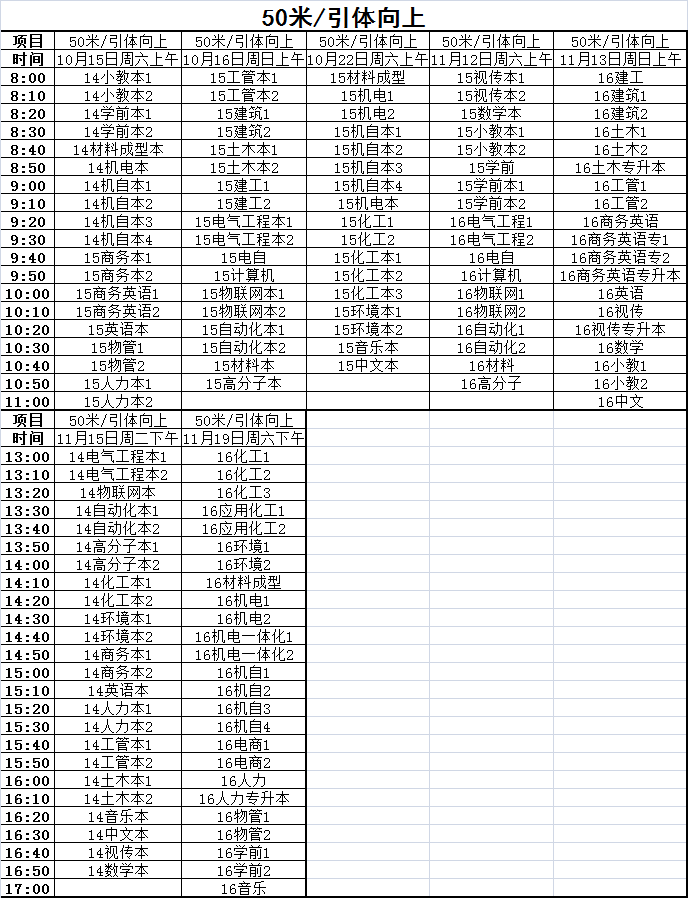 50米/引体向上
项目 50米/引体向上 50米/引体向上 50米/引体向上 50米/引体向上 50米/引体向上
时间 10月15日周六上午 10月16日周日上午 10月22日周六上午 11月12日周六上午 11月13日周日上午
8:00 14小教本1 15工管本1 15材料成型 15视传本1 16建工
8:10 14小教本2 15工管本2 15机电1 15视传本2 16建筑1
8:20 14学前本1 15建筑1 15机电2 15数学本 16建筑2
8:30 14学前本2 15建筑2 15机自本1 15小教本1 16土木1
8:40 14材料成型本 15土木本1 15机自本2 15小教本2 16土木2
8:50 14机电本 15土木本2 15机自本3 15学前 16土木专升本
9:00 14机自本1 15建工1 15机自本4 15学前本1 16工管1
9:10 14机自本2 15建工2 15机电本 15学前本2 16工管2
9:20 14机自本3 15电气工程本1 15化工1 16电气工程1 16商务英语
9:30 14机自本4 15电气工程本2 15化工2 16电气工程2 16商务英语专1
9:40 15商务本1 15电自 15化工本1 16电自 16商务英语专2
9:50 15商务本2 15计算机 15化工本2 16计算机 16商务英语专升本
10:00 15商务英语1 15物联网本1 15化工本3 16物联网1 16英语
10:10 15商务英语2 15物联网本2 15环境本1 16物联网2 16视传
10:20 15英语本 15自动化本1 15环境本2 16自动化1 16视传专升本
10:30 15物管1 15自动化本2 15音乐本 16自动化2 16数学
10:40 15物管2 15材料本 15中文本 16材料 16小教1
10:50 15人力本1 15高分子本 16高分子 16小教2
11:00 15人力本2 16中文
项目 50米/引体向上 50米/引体向上
时间 11月15日周二下午 11月19日周六下午
13:00 14电气工程本1 16化工1
13:10 14电气工程本2 16化工2
13:20 14物联网本 16化工3
13:30 14自动化本1 16应用化工1
13:40 14自动化本2 16应用化工2
13:50 14高分子本1 16环境1
14:00 14高分子本2 16环境2
14:10 14化工本1 16材料成型
14:20 14化工本2 16机电1
14:30 14环境本1 16机电2
14:40 14环境本2 16机电一体化1
14:50 14商务本1 16机电一体化2
15:00 14商务本2 16机自1
15:10 14英语本 16机自2
15:20 14人力本1 16机自3
15:30 14人力本2 16机自4
15:40 14工管本1 16电商1
15:50 14工管本2 16电商2
16:00 14土木本1 16人力
16:10 14土木本2 16人力专升本
16:20 14音乐本 16物管1
16:30 14中文本 16物管2
16:40 14视传本 16学前1
16:50 14数学本 16学前2
17:00 16音乐